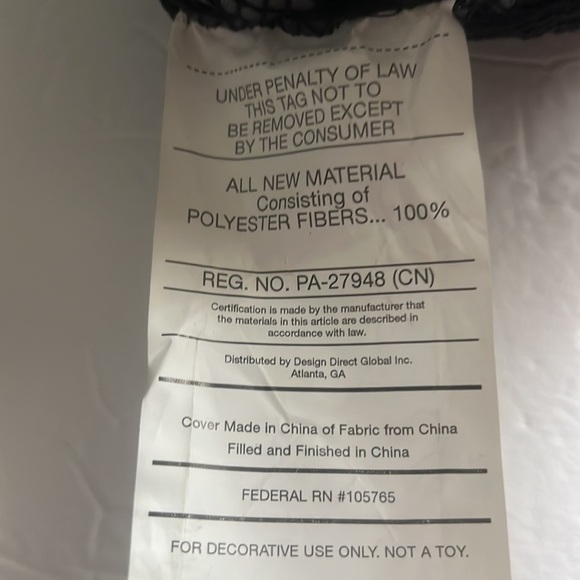 UNDER PENALTY OF LAW
THIS TAG NOT TO
BE REMOVED EXCEPT
BY THE CONSUMER
ALL NEW MATERIAL
Consisting of
POLYESTER FIBERS... 100%
REG. NO. PA-27948 (CN)
Certification is made by the manufacturer that
the materials in this article are described in
accordance with law.
Distributed by Design Direct Global Inc.
Atlanta, GA
Cover Made in China of Fabric from China
Filled and Finished in China
FEDERAL RN #105765
FOR DECORATIVE USE ONLY. NOT A TOY.